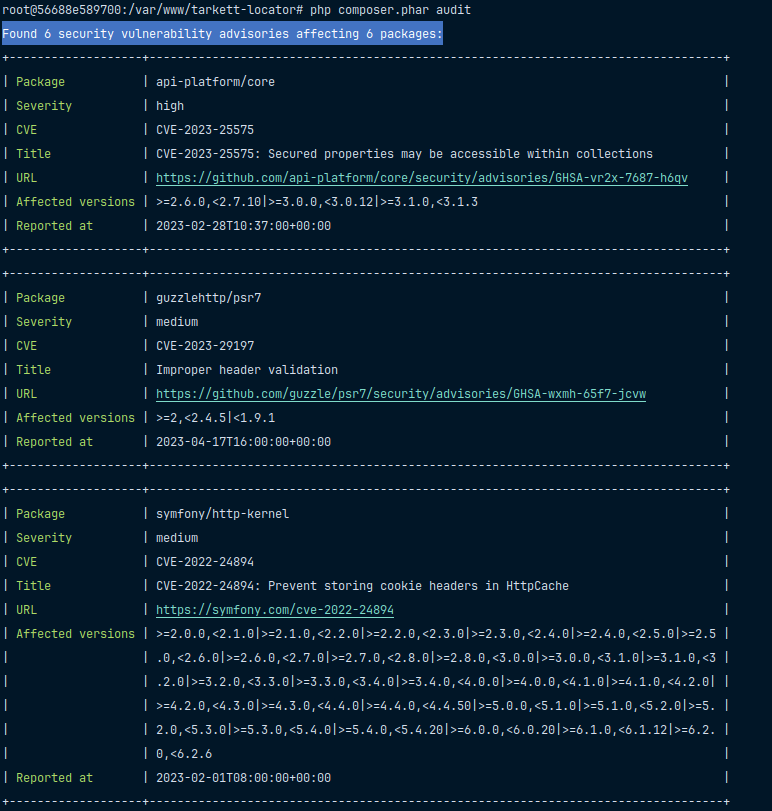 root@56688e589700:/var/www/tarkett-locator# php composer.phar audit
Found 6 security vulnerability advisories affecting 6 packages:
+-------------------+----------------------------------------------------------------------------------+
| Package           | api-platform/core                                                                |
| Severity          | high                                                                             |
| CVE               | CVE-2023-25575                                                                   |
| Title             | CVE-2023-25575: Secured properties may be accessible within collections          |
| URL               | https://github.com/api-platform/core/security/advisories/GHSA-vr2x-7687-h6qv     |
| Affected versions | >=2.6.0,<2.7.10|>=3.0.0,<3.0.12|>=3.1.0,<3.1.3                                   |
| Reported at       | 2023-02-28T10:37:00+00:00                                                        |
+-------------------+----------------------------------------------------------------------------------+
+-------------------+----------------------------------------------------------------------------------+
| Package           | guzzlehttp/psr7                                                                  |
| Severity          | medium                                                                           |
| CVE               | CVE-2023-29197                                                                   |
| Title             | Improper header validation                                                       |
| URL               | https://github.com/guzzle/psr7/security/advisories/GHSA-wxmh-65f7-jcvw           |
| Affected versions | >=2,<2.4.5|<1.9.1                                                                |
| Reported at       | 2023-04-17T16:00:00+00:00                                                        |
+-------------------+----------------------------------------------------------------------------------+
+-------------------+----------------------------------------------------------------------------------+
| Package           | symfony/http-kernel                                                              |
| Severity          | medium                                                                           |
| CVE               | CVE-2022-24894                                                                   |
| Title             | CVE-2022-24894: Prevent storing cookie headers in HttpCache                      |
| URL               | https://symfony.com/cve-2022-24894                                               |
| Affected versions | >=2.0.0,<2.1.0|>=2.1.0,<2.2.0|>=2.2.0,<2.3.0|>=2.3.0,<2.4.0|>=2.4.0,<2.5.0|>=2.5 |
|                   | .0,<2.6.0|>=2.6.0,<2.7.0|>=2.7.0,<2.8.0|>=2.8.0,<3.0.0|>=3.0.0,<3.1.0|>=3.1.0,<3 |
|                   | .2.0|>=3.2.0,<3.3.0|>=3.3.0,<3.4.0|>=3.4.0,<4.0.0|>=4.0.0,<4.1.0|>=4.1.0,<4.2.0| |
|                   | >=4.2.0,<4.3.0|>=4.3.0,<4.4.0|>=4.4.0,<4.4.50|>=5.0.0,<5.1.0|>=5.1.0,<5.2.0|>=5. |
|                   | 2.0,<5.3.0|>=5.3.0,<5.4.0|>=5.4.0,<5.4.20|>=6.0.0,<6.0.20|>=6.1.0,<6.1.12|>=6.2. |
|                   | 0,<6.2.6                                                                         |
| Reported at       | 2023-02-01T08:00:00+00:00                                                        |
+-------------------+----------------------------------------------------------------------------------+